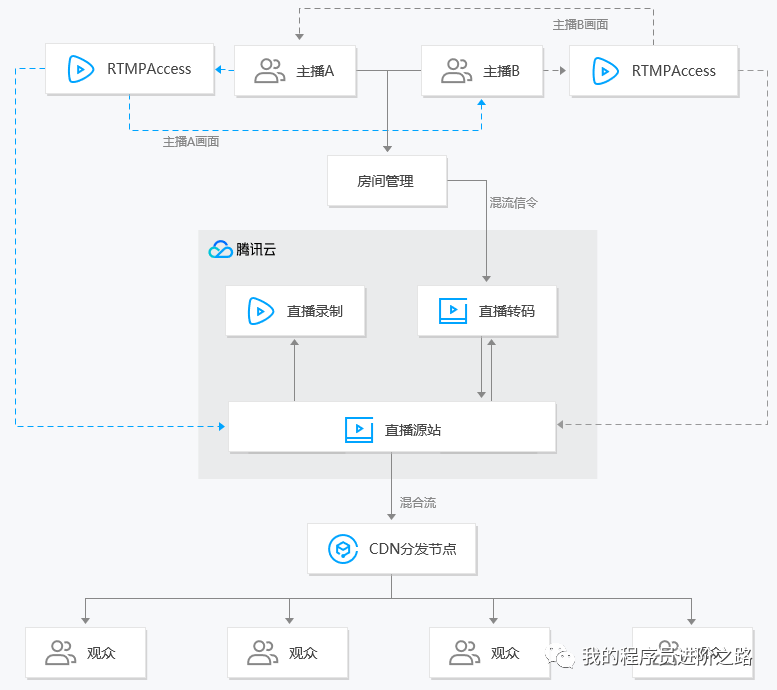 主播B画面
RTMPAccess
主播A
主播B
RTMPAccess
主播A画面
房间管理
混流信令
腾讯云
直播录制
直播转码
直播源站
混合流
CDN分发节点
观众
观众
观众
观众
我的程序员进阶之路